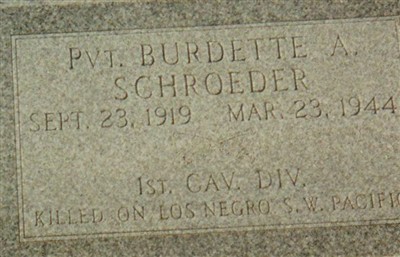 PVT. BURDETTE A.
SCHROEDER
SEPT. 23, 1919 MAR. 23, 1944
1ST. CAV. DIV.
KILLED ON LOS NEGRO S.W. PACIFIC